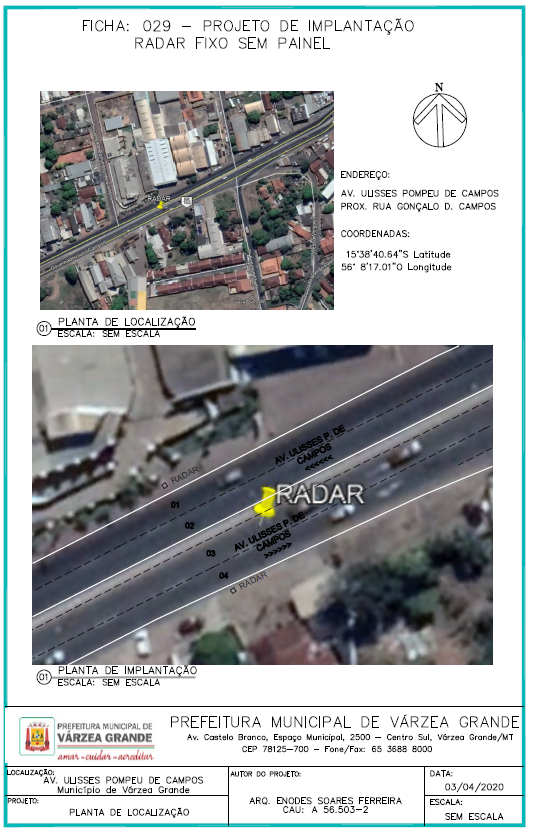 FICHA: 029 – PROJETO DE IMPLANTAÇÃO
RADAR FIXO SEM PAINEL
N
RADAR
ENDEREÇO:
AV. ULISSES POMPEU DE CAMPOS
PROX. RUA GONÇALO D. CAMPOS
COORDENADAS:
15°38'40.64"S Latitude
56° 8'17.01"O Longitude
01 PLANTA DE LOCALIZAÇÃO
ESCALA: SEM ESCALA
AV. ULISSES P. DE
CAMPOS
<<<<<<
RADAR
01
RADAR
02
AV. ULISSES P. DE
CAMPOS
>>>>>>
03
04
RADAR
01 PLANTA DE IMPLANTAÇÃO
ESCALA: SEM ESCALA
PREFEITURA MUNICIPAL DE
VÁRZEA GRANDE
amar - cuidar - acreditar
PREFEITURA MUNICIPAL DE VÁRZEA GRANDE
Av. Castelo Branco, Espaço Municipal, 2500 – Centro Sul, Várzea Grande/MT
CEP 78125–700 – Fone/Fax: 65 3688 8000
LOCALIZAÇÃO:
AV. ULISSES POMPEU DE CAMPOS
Município de Várzea Grande
PROJETO:
PLANTA DE LOCALIZAÇÃO
AUTOR DO PROJETO:
ARQ. ENODES SOARES FERREIRA
CAU: A 56.503–2
DATA:
03/04/2020
ESCALA:
SEM ESCALA